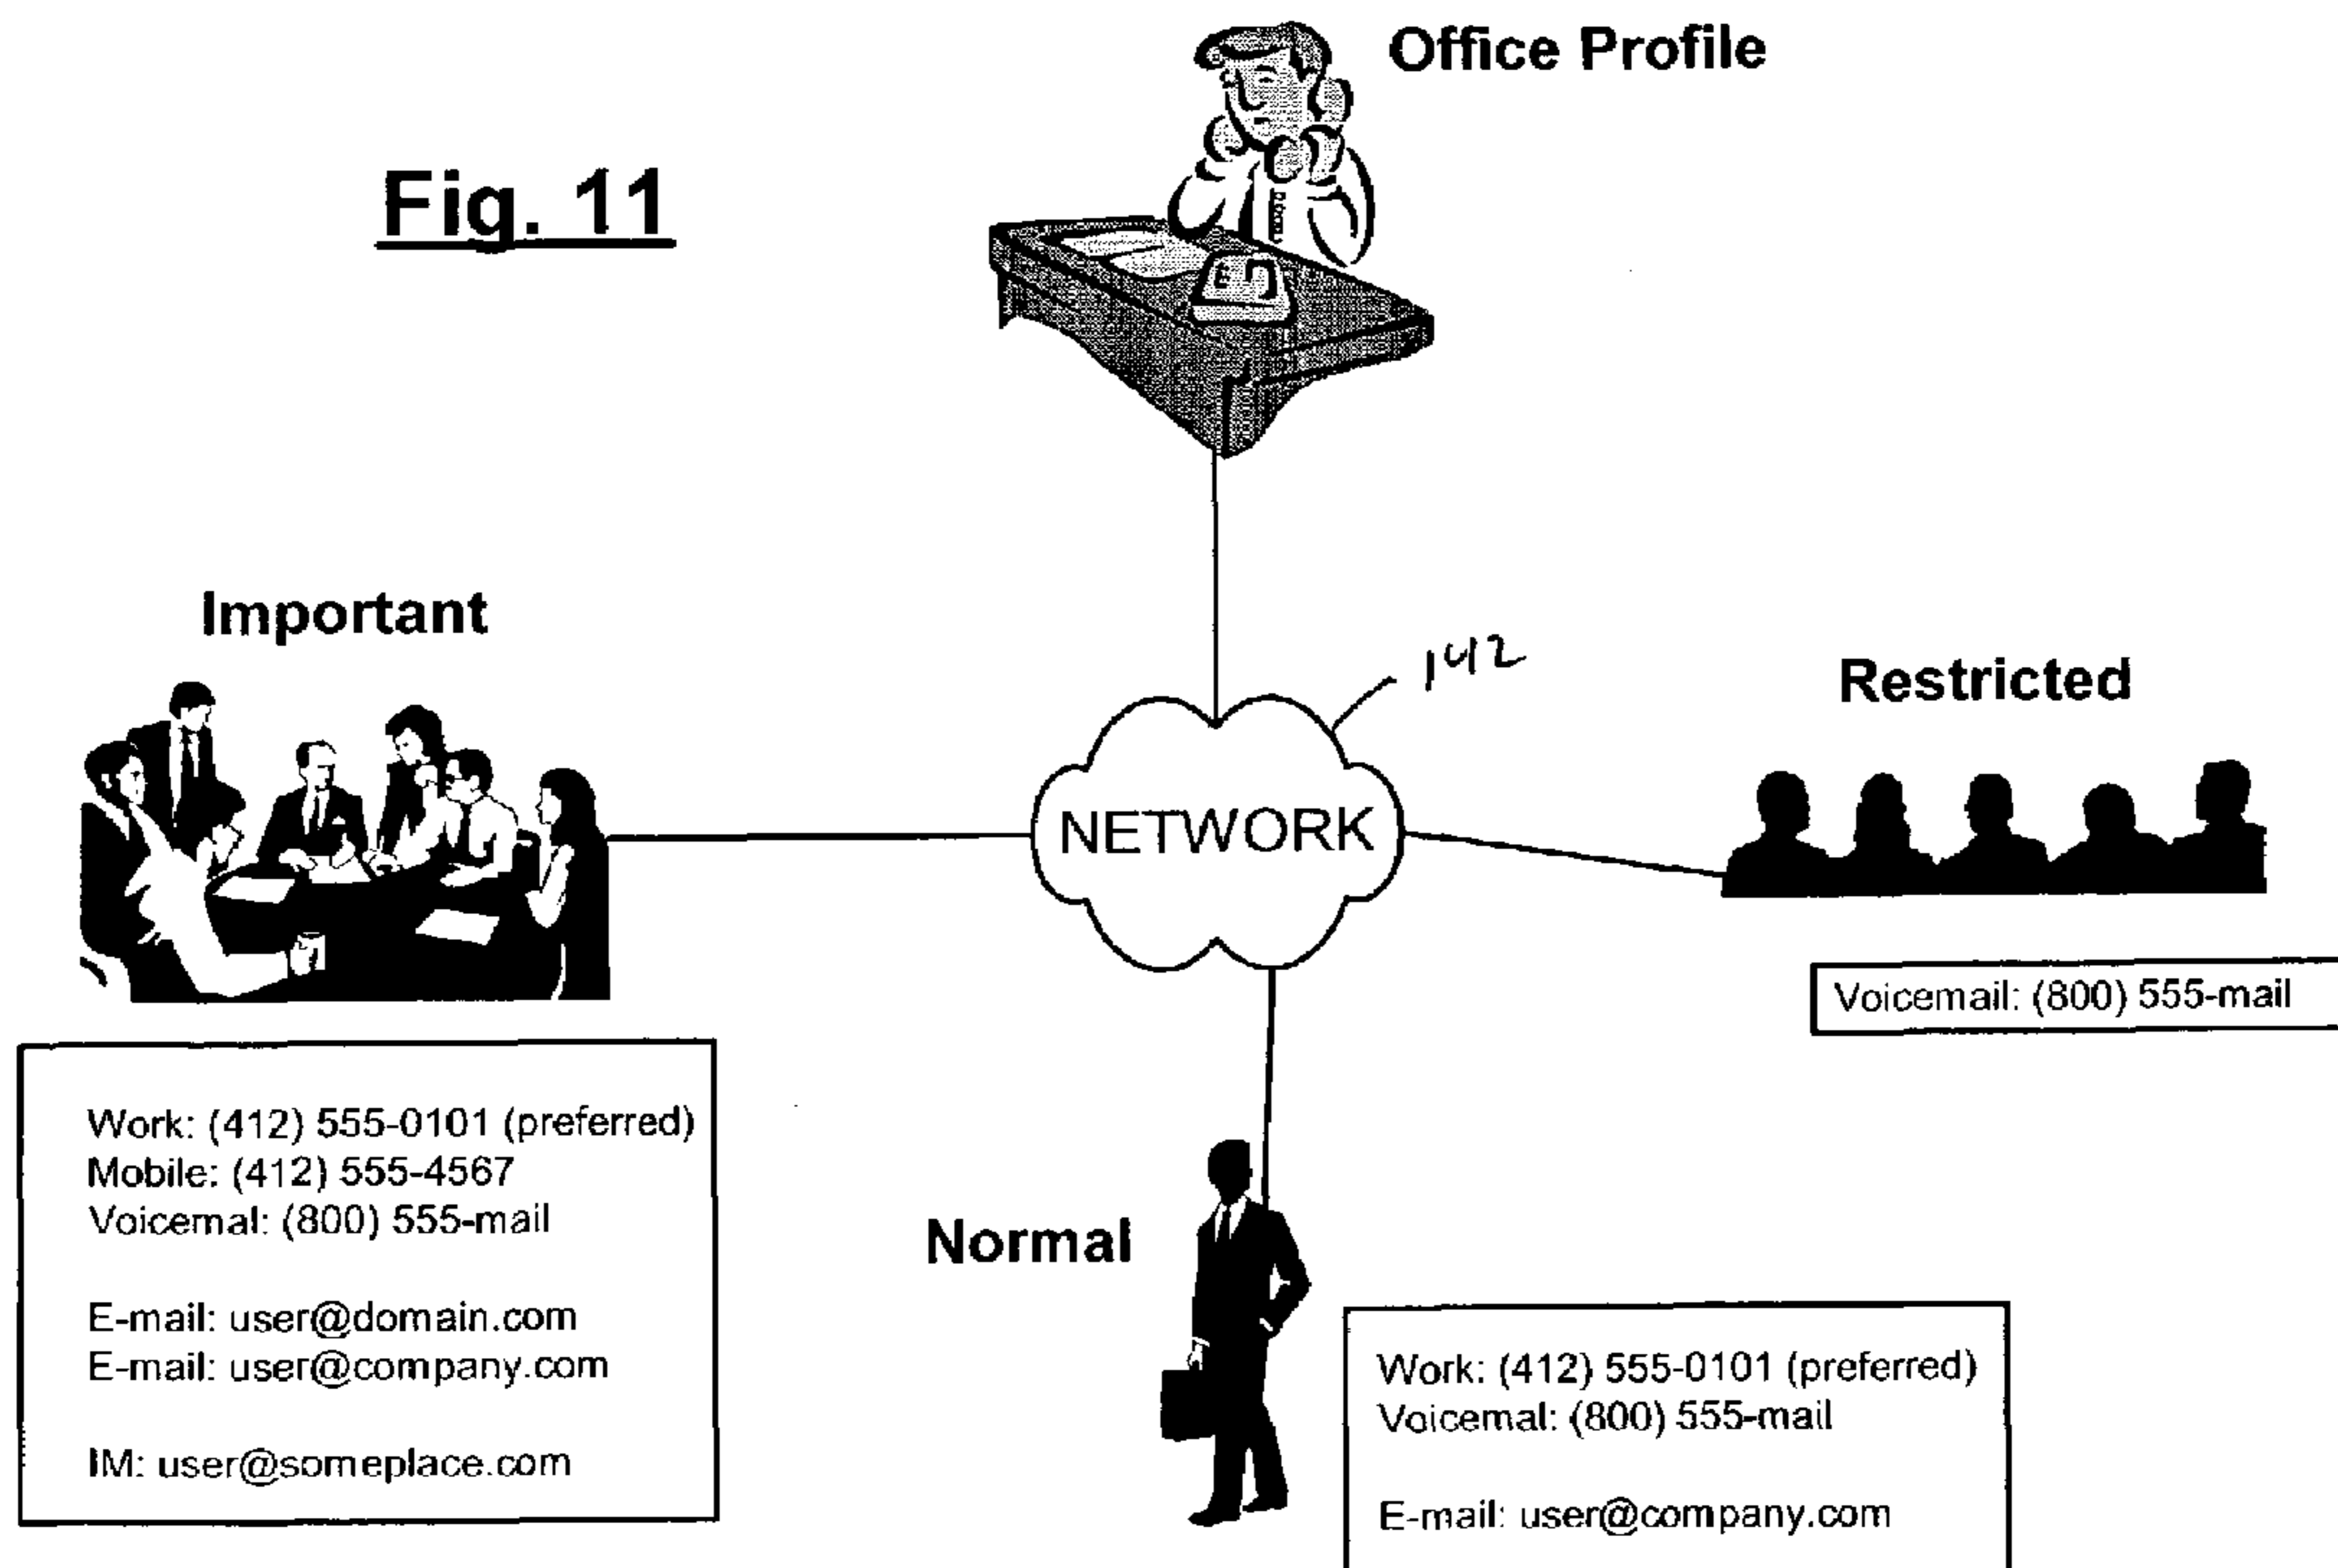 Office Profile
Fig. 11
Important
142
Restricted
NETWORK
Voicemail: (800) 555-mail
Work: (412) 555-0101 (preferred)
Mobile: (412) 555-4567
Voicemal: (800) 555-mail
E-mail: user@domain.com
E-mail: user@company.com
IM: user@someplace.com
Normal
Work: (412) 555-0101 (preferred)
Voicemal: (800) 555-mail
E-mail: user@company.com